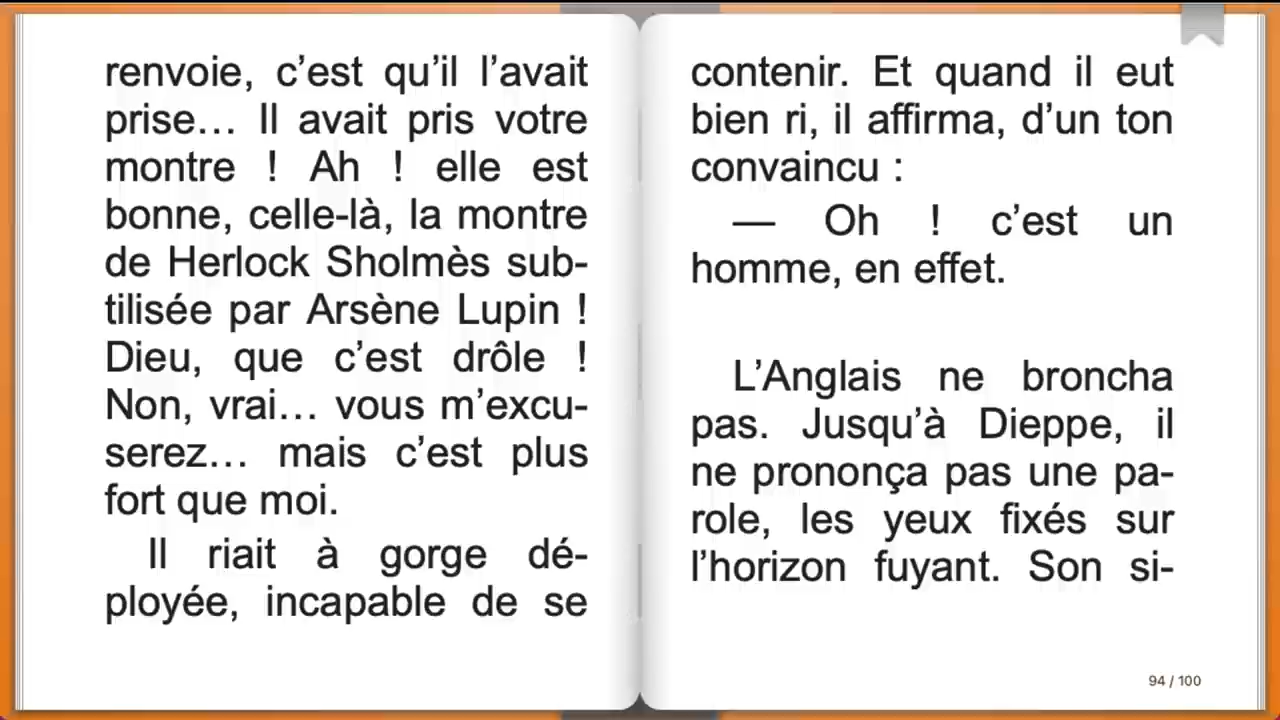 renvoie, c’est qu’il l’avait
prise… Il avait pris votre
montre ! Ah ! elle est
bonne, celle-là, la montre
de Herlock Sholmès sub-
tilisée par Arsène Lupin !
Dieu, que c’est drôle !
Non, vrai… vous m’excu-
serez… mais c’est plus
fort que moi.
Il riait à gorge dé-
ployée, incapable de se
contenir. Et quand il eut
bien ri, il affirma, d’un ton
convaincu :
— Oh ! c’est un
homme, en effet.
L’Anglais ne broncha
pas. Jusqu’à Dieppe, il
ne prononça pas une pa-
role, les yeux fixés sur
l’horizon fuyant. Son si-
94 / 100